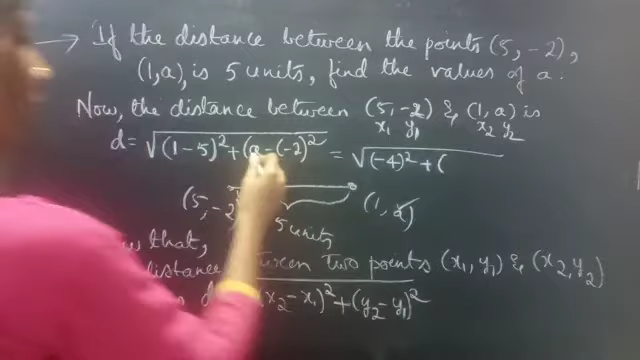 → If the distance between the points (5, -2),
(1, a), is 5 units, find the values of a.
Now, the distance between (5, -2) & (1, a) is
x₁ y₁ x₂ y₂
d = √(1-5)² + (a-(-2)² = √(-4)² + (
(5, -2 (1, a)
5 units
that,
distance between two points (x₁, y₁) & (x₂, y₂)
(x₂-x₁)² + (y₂-y₁)²